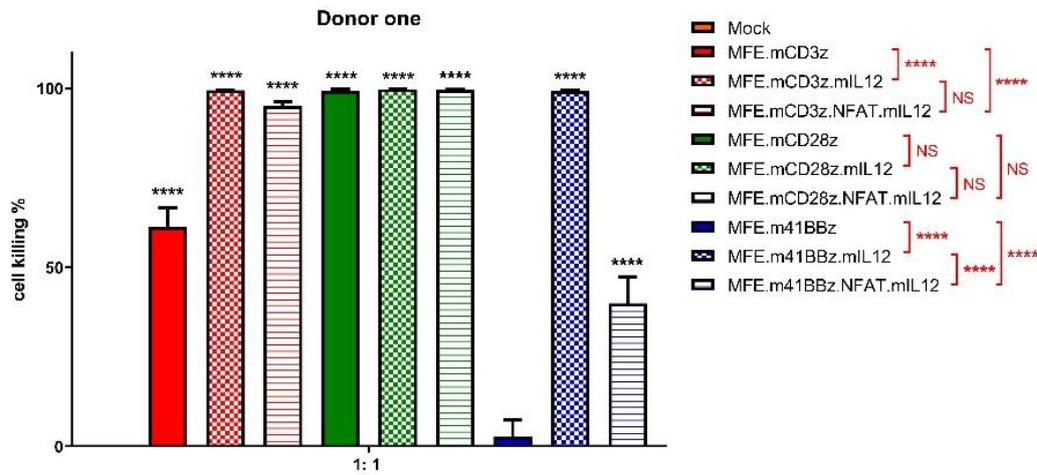 Donor one
cell killing %
100
50
0
****
****
****
****
****
****
****
****
1: 1
Mock
MFE.mCD3z
MFE.mCD3z.mIL12
MFE.mCD3z.NFAT.mIL12
MFE.mCD28z
MFE.mCD28z.mIL12
MFE.mCD28z.NFAT.mIL12
MFE.m41BBz
MFE.m41BBz.mIL12
MFE.m41BBz.NFAT.mIL12
****
NS
****
NS
NS
NS
****
****
****